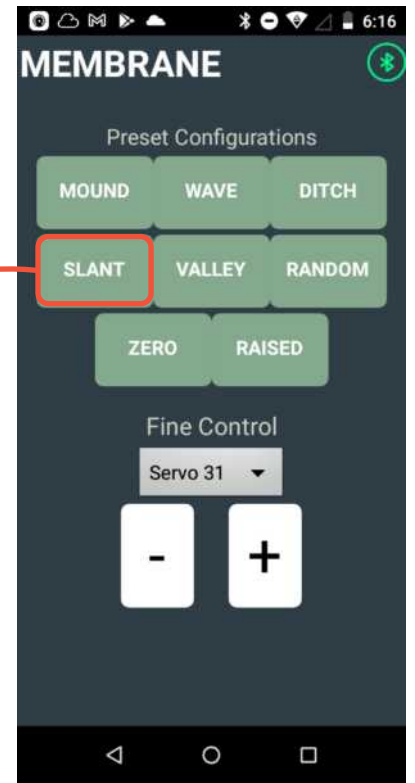 6:16
MEMBRANE
Preset Configurations
MOUND WAVE DITCH
SLANT VALLEY RANDOM
ZERO RAISED
Fine Control
Servo 31
- +